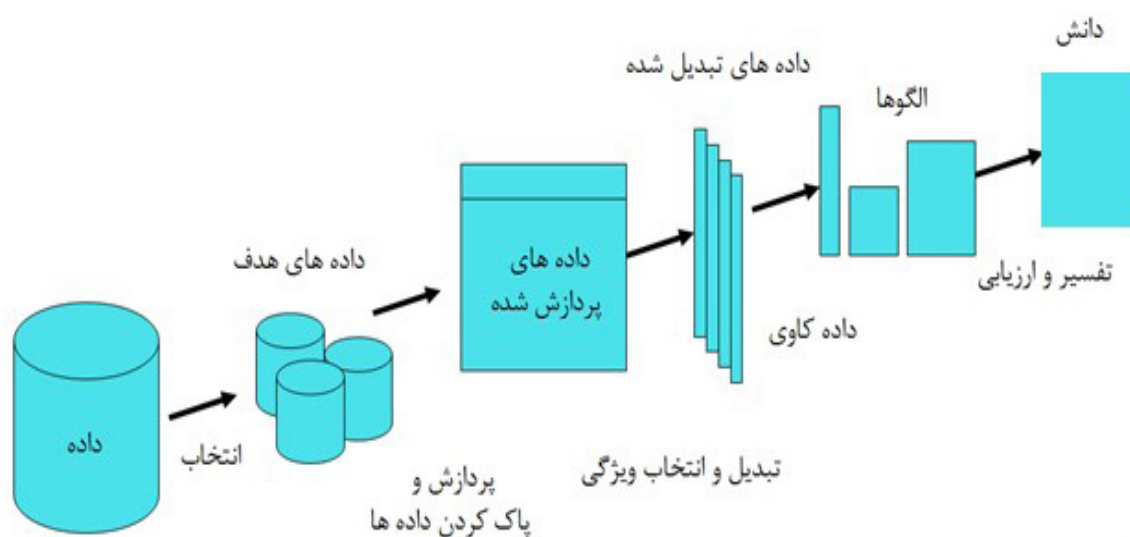 دانش
داده های تبدیل شده
الگوها
داده های
پردازش شده
داده های هدف
تفسیر و ارزیابی
داده کاوی
داده
انتخاب
تبدیل و انتخاب ویژگی
پردازش و
پاک کردن داده ها